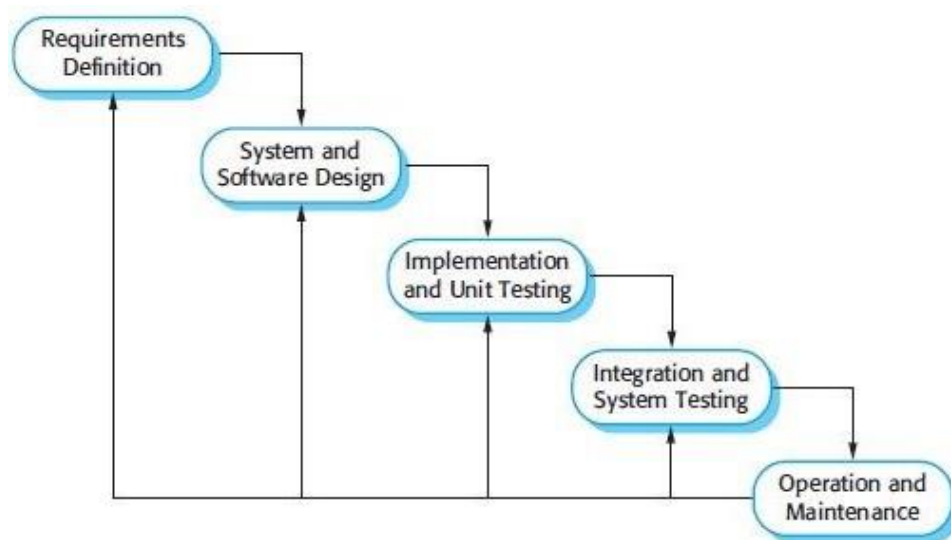 Requirements
Definition
System and
Software Design
Implementation
and Unit Testing
Integration and
System Testing
Operation and
Maintenance